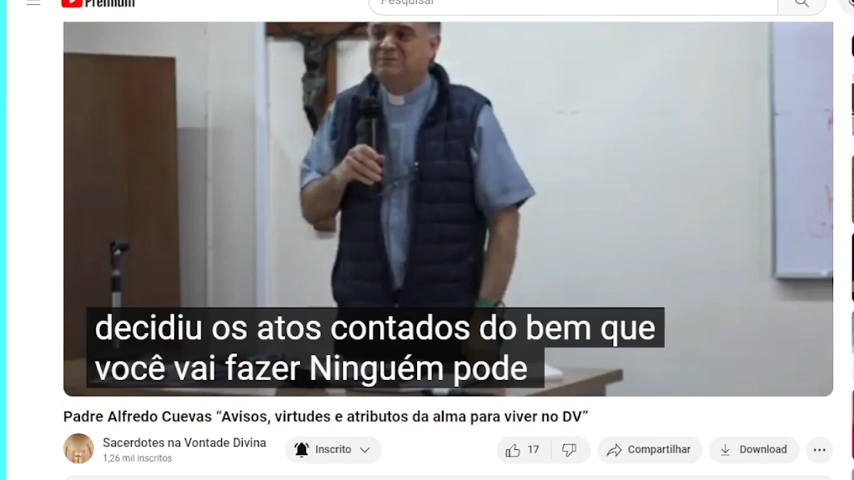 Premium
Pesquisar
decidiu os atos contados do bem que
você vai fazer Ninguém pode
Padre Alfredo Cuevas “Avisos, virtudes e atributos da alma para viver no DV”
Sacerdotes na Vontade Divina
1,26 mil inscritos
Inscrito
17
Compartilhar
Download